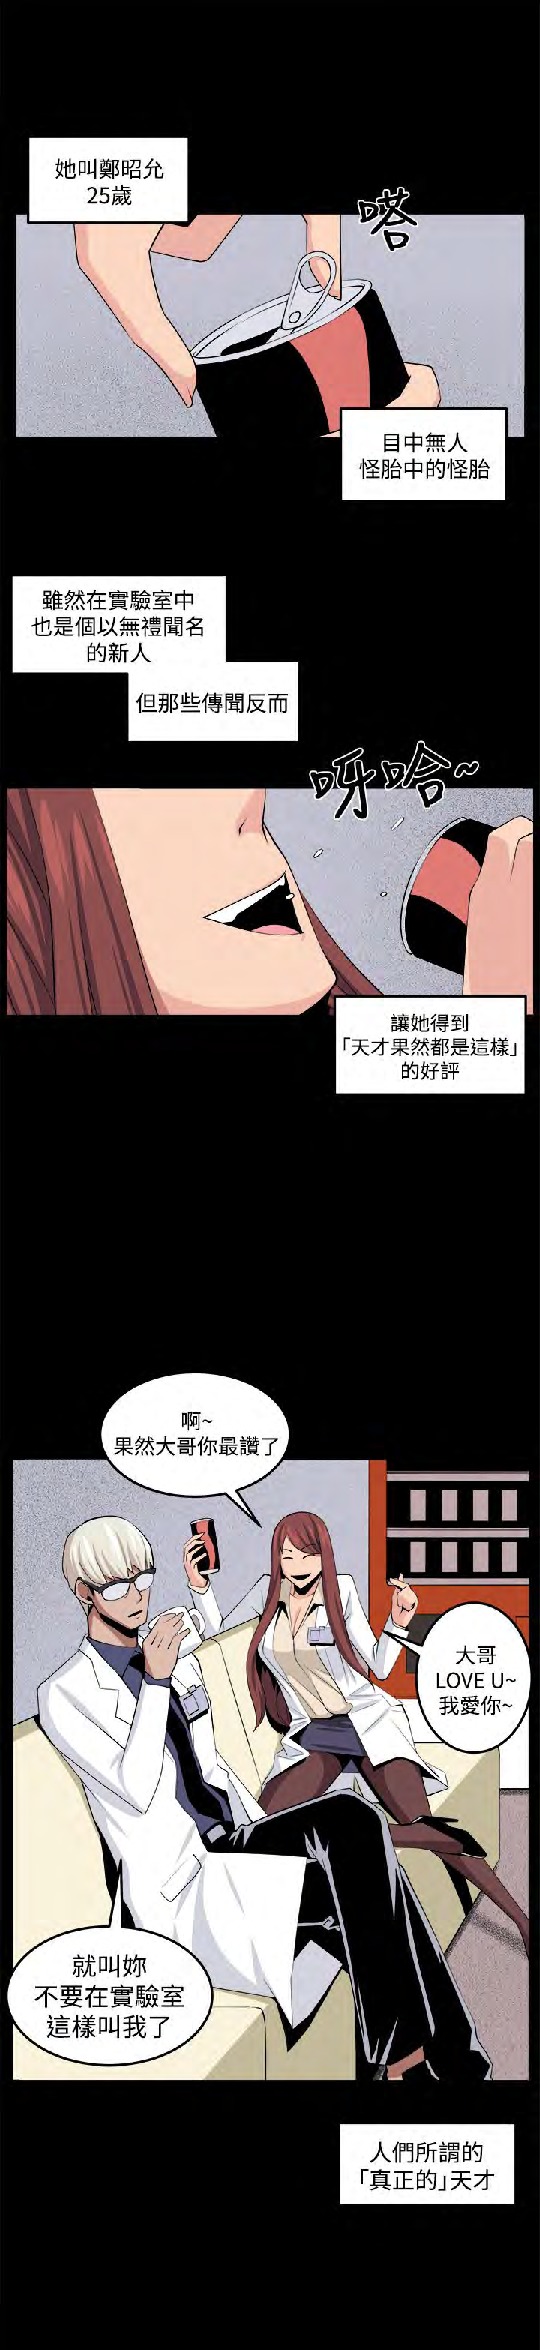 她叫鄭昭允
25歲
嗒
目中無人
怪胎中的怪胎
雖然在實驗室中
也是個以無禮聞名
的新人
但那些傳聞反而
呀哈~
讓她得到
「天才果然都是這樣」
的好評
啊~
果然大哥你最讚了
大哥
LOVE U~
我愛你~
就叫妳
不要在實驗室
這樣叫我了
人們所謂的
「真正的」天才